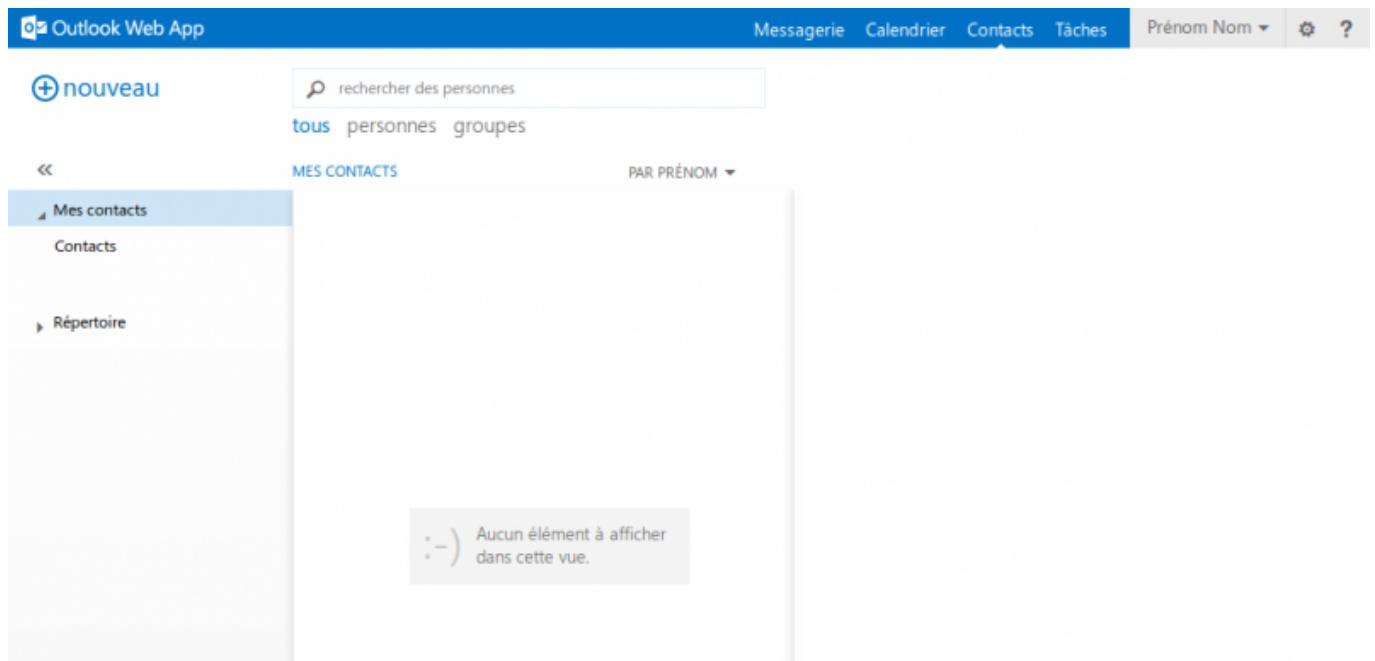 Outlook Web App Messagerie Calendrier Contacts Tâches Prénom Nom ?
nouveau
rechercher des personnes
tous personnes groupes
MES CONTACTS PAR PRÉNOM
Mes contacts
Contacts
Répertoire
:-) Aucun élément à afficher
dans cette vue.